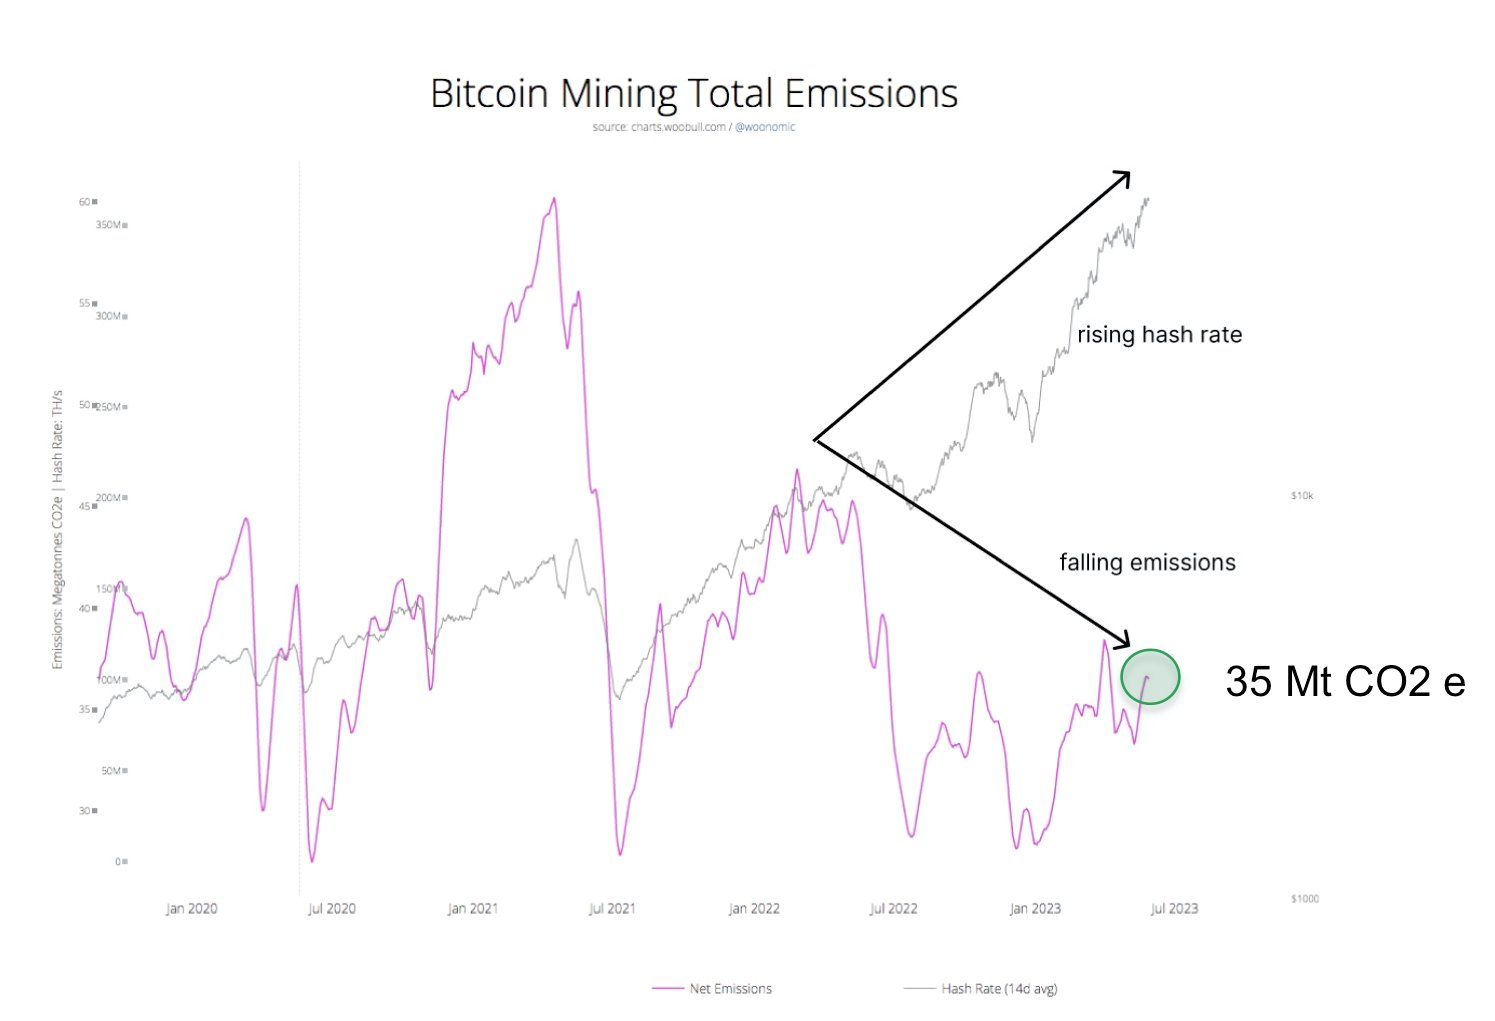 Bitcoin Mining Total Emissions
source: charts.woobull.com / @woonomic
Emissions: Megatonnes CO2e | Hash Rate: TH/s
60
350M
55
300M
50
250M
45
200M
150M
40
100M
35
50M
30
0
rising hash rate
falling emissions
35 Mt CO2 e
$10k
$1000
Jan 2020 Jul 2020 Jan 2021 Jul 2021 Jan 2022 Jul 2022 Jan 2023 Jul 2023
Net Emissions Hash Rate (14d avg)